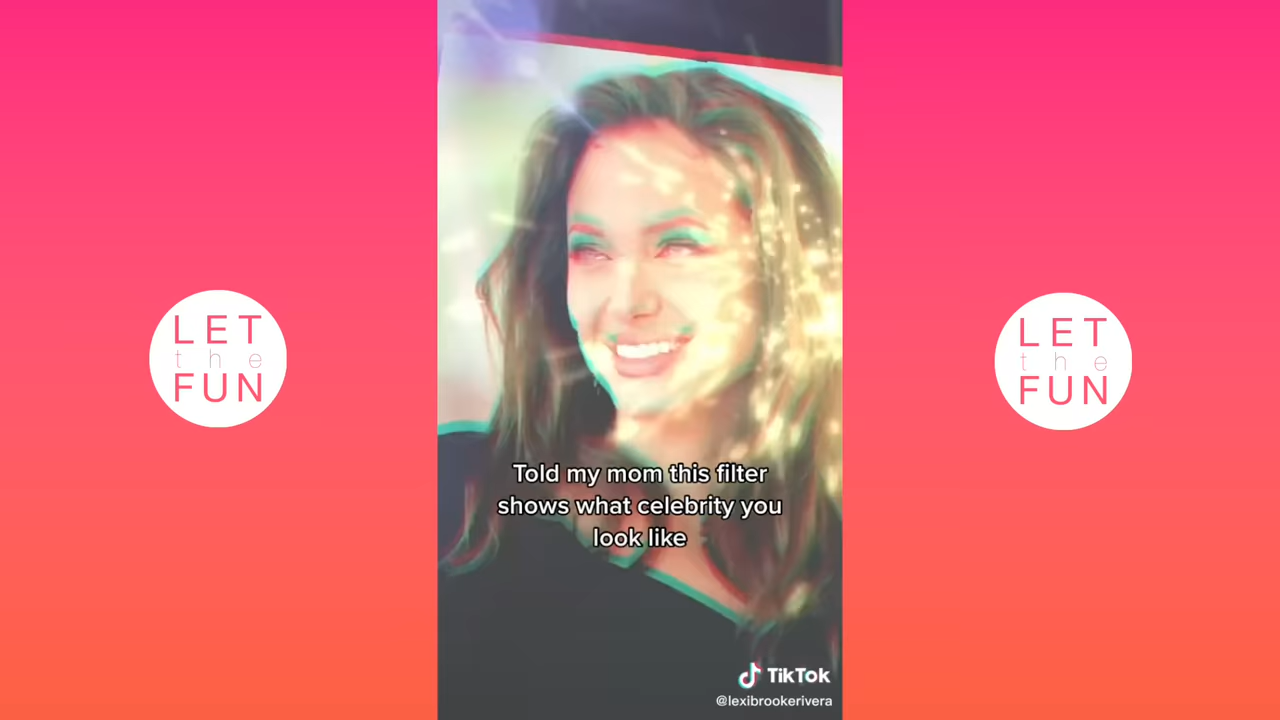 LET
the
FUN
Told my mom this filter
shows what celebrity you
look like
TikTok
@lexibrookerivera
LET
the
FUN